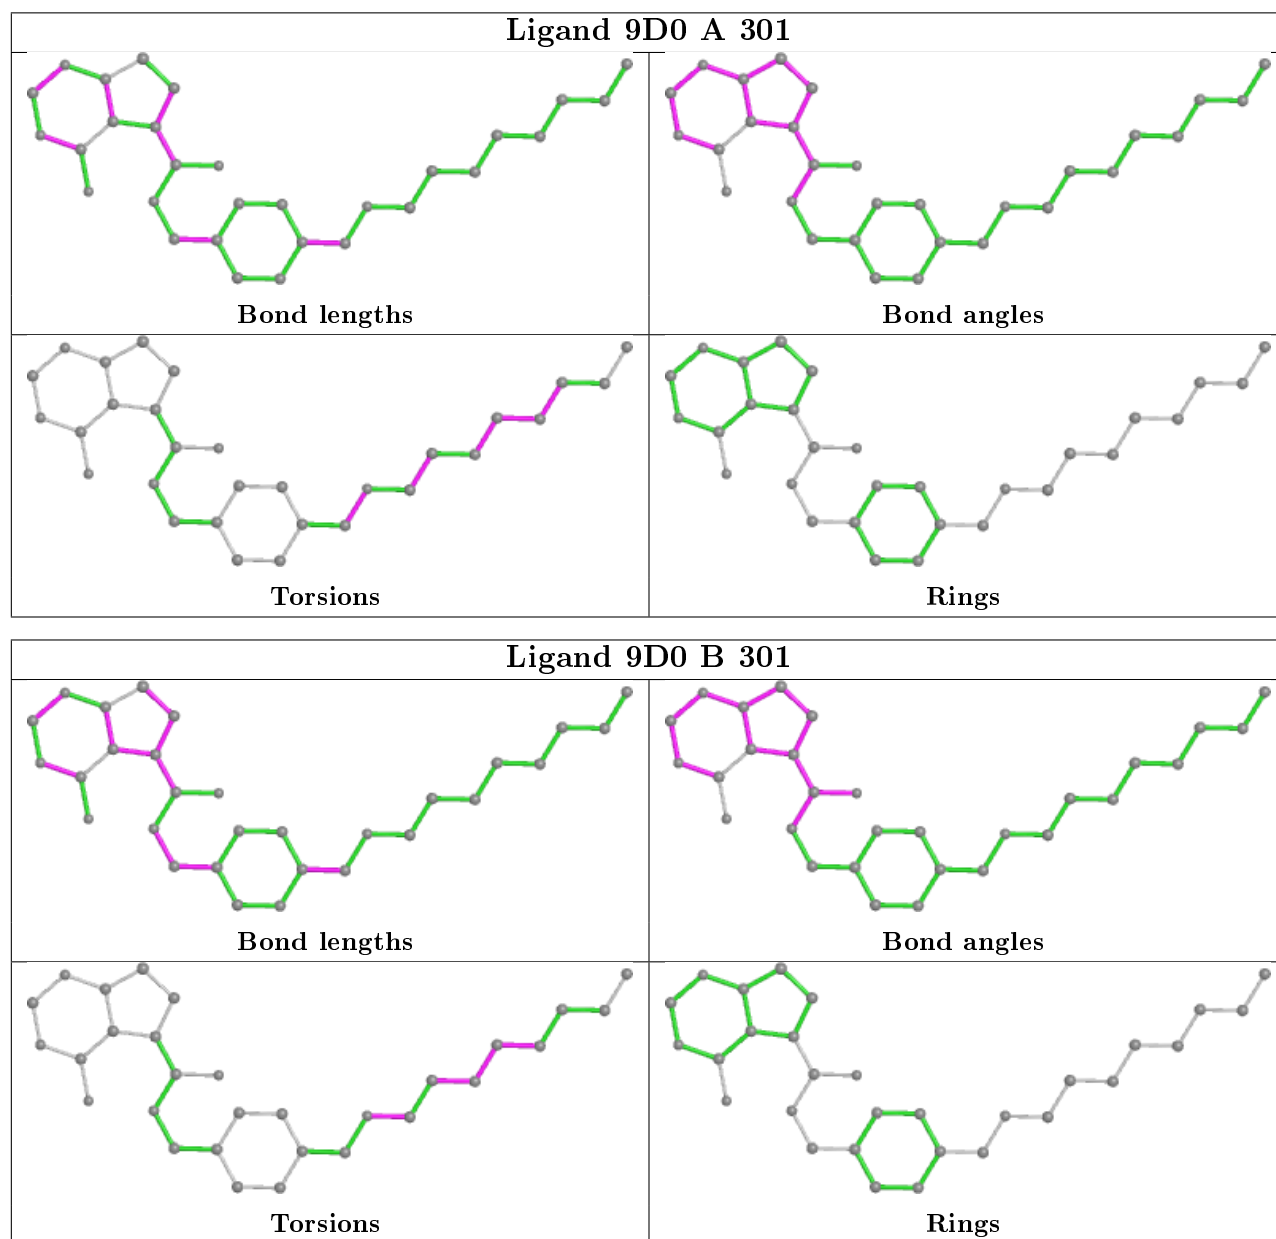 Ligand 9D0 A 301
Bond lengths
Bond angles
Torsions
Rings
Ligand 9D0 B 301
Bond lengths
Bond angles
Torsions
Rings